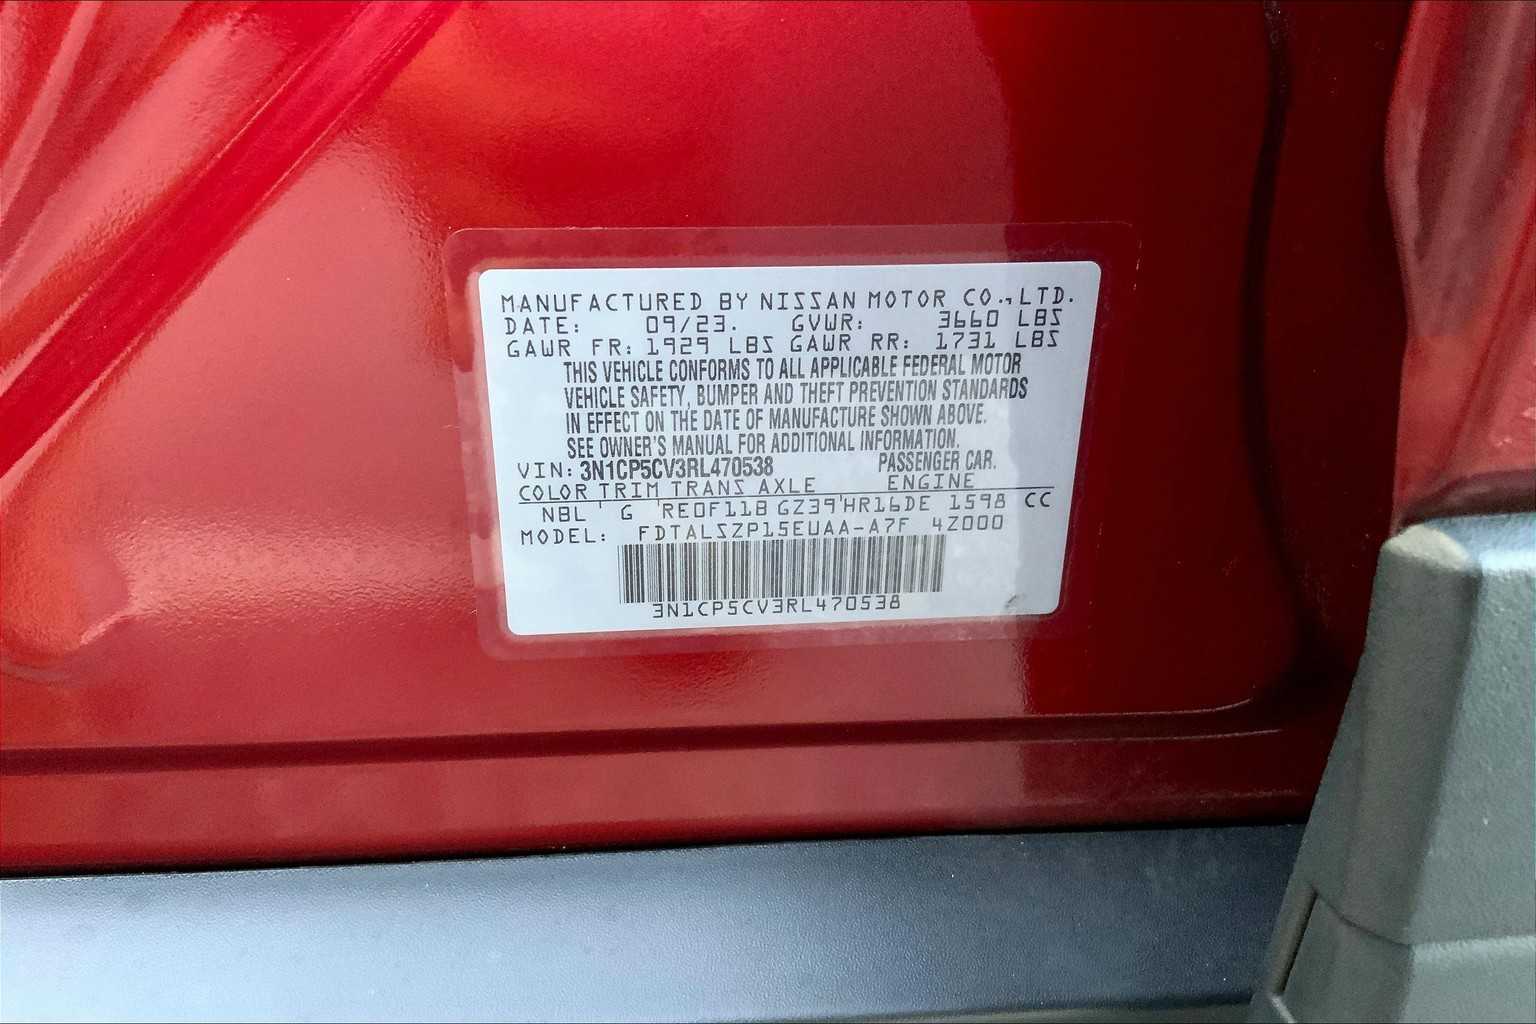 MANUFACTURED BY NISSAN MOTOR CO., LTD.
DATE: 09/23. GVWR: 3660 LBS
GAWR FR: 1929 LBS GAWR RR: 1731 LBS
THIS VEHICLE CONFORMS TO ALL APPLICABLE FEDERAL MOTOR
VEHICLE SAFETY, BUMPER AND THEFT PREVENTION STANDARDS
IN EFFECT ON THE DATE OF MANUFACTURE SHOWN ABOVE.
SEE OWNER'S MANUAL FOR ADDITIONAL INFORMATION.
VIN: 3N1CP5CV3RL470538 PASSENGER CAR.
COLOR TRIM TRANS AXLE ENGINE
NBL ' G 'RE0F11B GZ39'HR16DE 1598 CC
MODEL: FDTALSZP15EUAA-A7F 4Z000
3N1CP5CV3RL470538